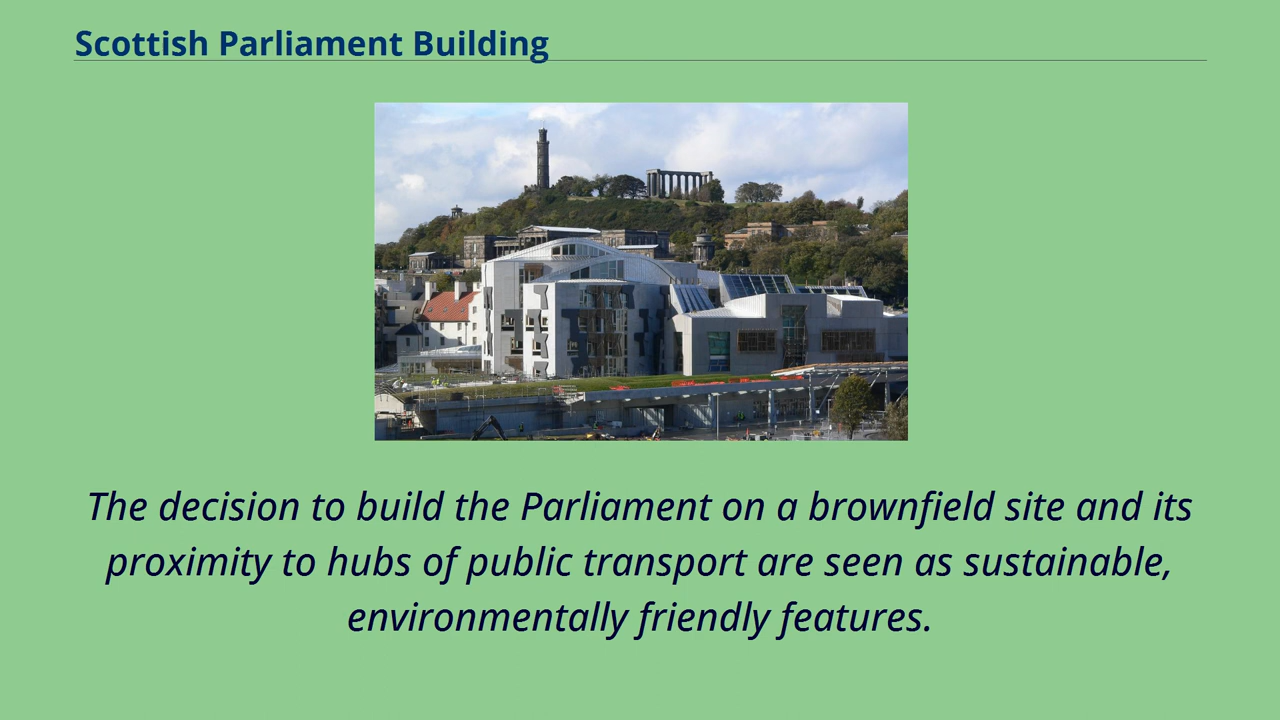 Scottish Parliament Building
The decision to build the Parliament on a brownfield site and its
proximity to hubs of public transport are seen as sustainable,
environmentally friendly features.